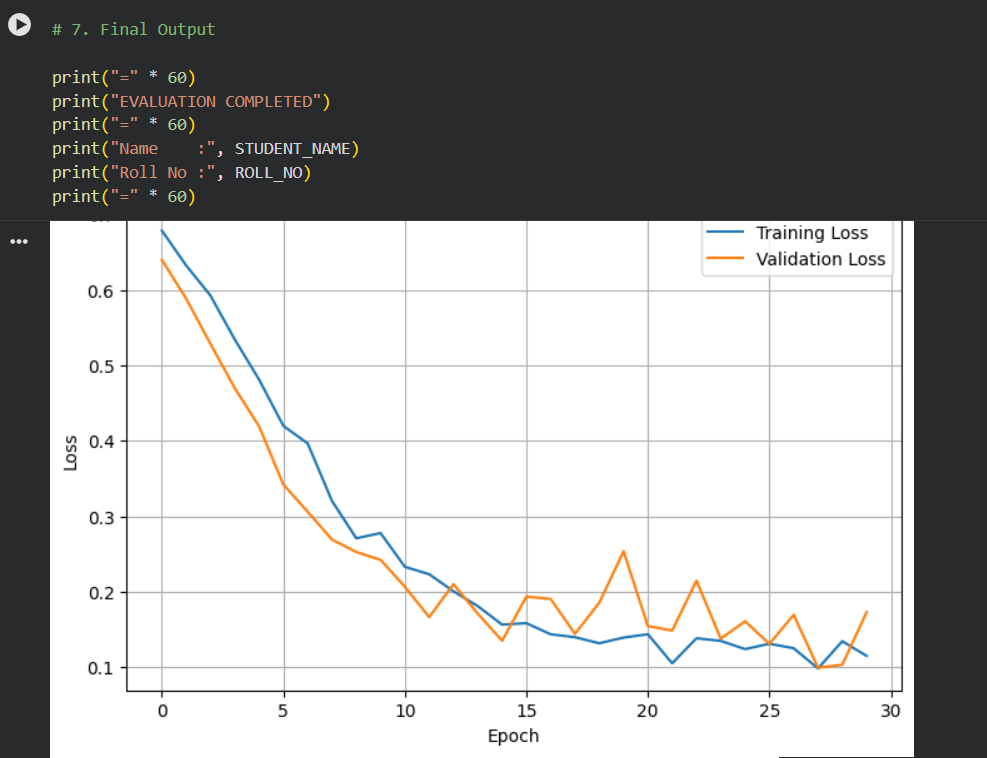 # 7. Final Output
print("=" * 60)
print("EVALUATION COMPLETED")
print("=" * 60)
print("Name    :", STUDENT_NAME)
print("Roll No :", ROLL_NO)
print("=" * 60)
Training Loss
Validation Loss
0.6
0.5
0.4
0.3
0.2
0.1
Loss
0 5 10 15 20 25 30
Epoch